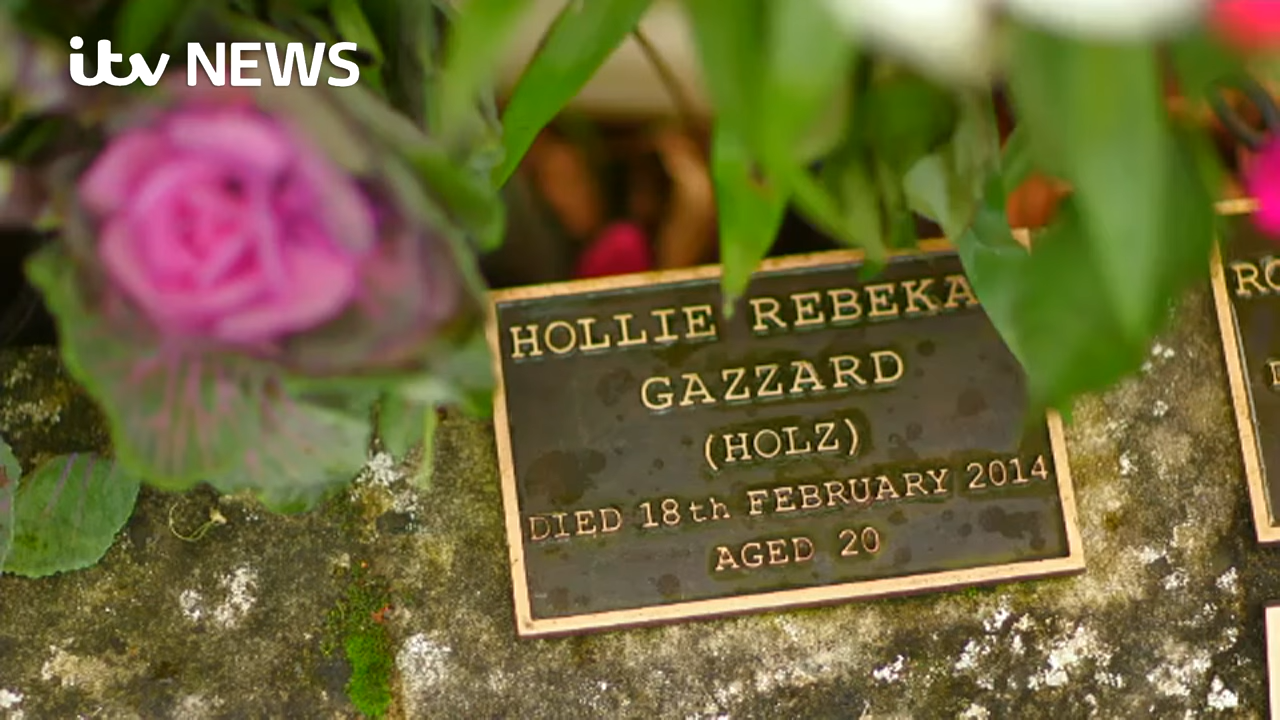 itv NEWS
HOLLIE REBEKA
GAZZARD
(HOLZ)
DIED 18th FEBRUARY 2014
AGED 20